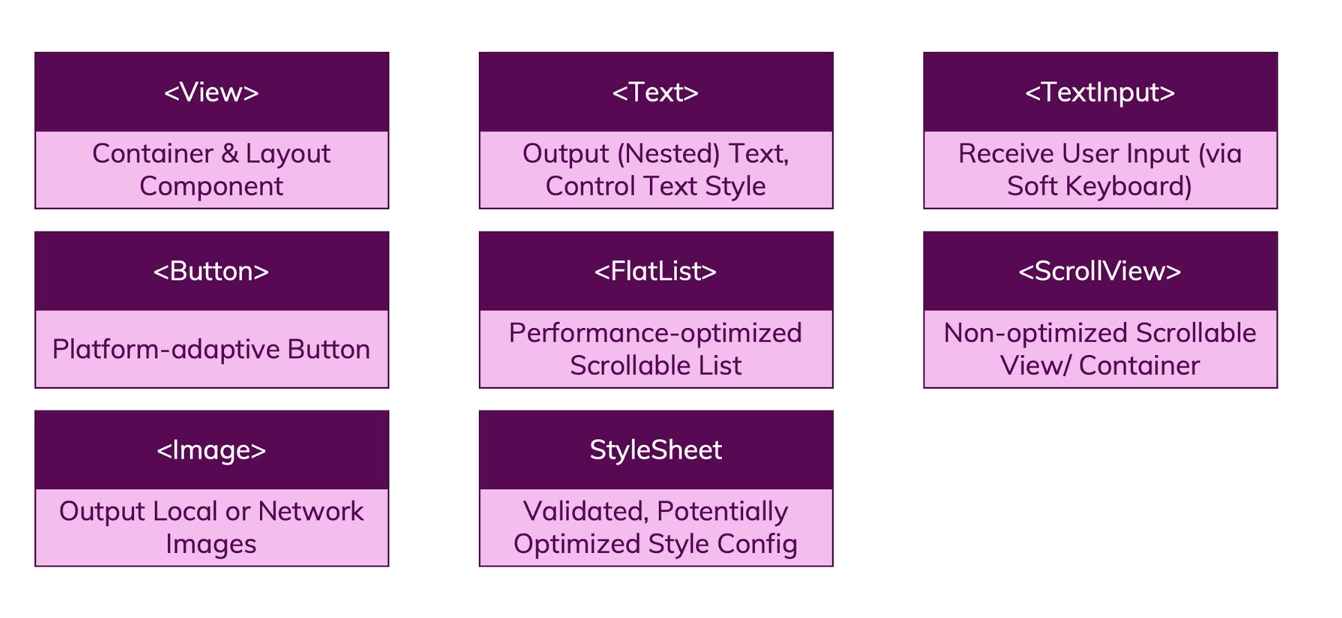 <View>
Container & Layout
Component
<Text>
Output (Nested) Text,
Control Text Style
<TextInput>
Receive User Input (via
Soft Keyboard)
<Button>
Platform-adaptive Button
<FlatList>
Performance-optimized
Scrollable List
<ScrollView>
Non-optimized Scrollable
View/ Container
<Image>
Output Local or Network
Images
StyleSheet
Validated, Potentially
Optimized Style Config